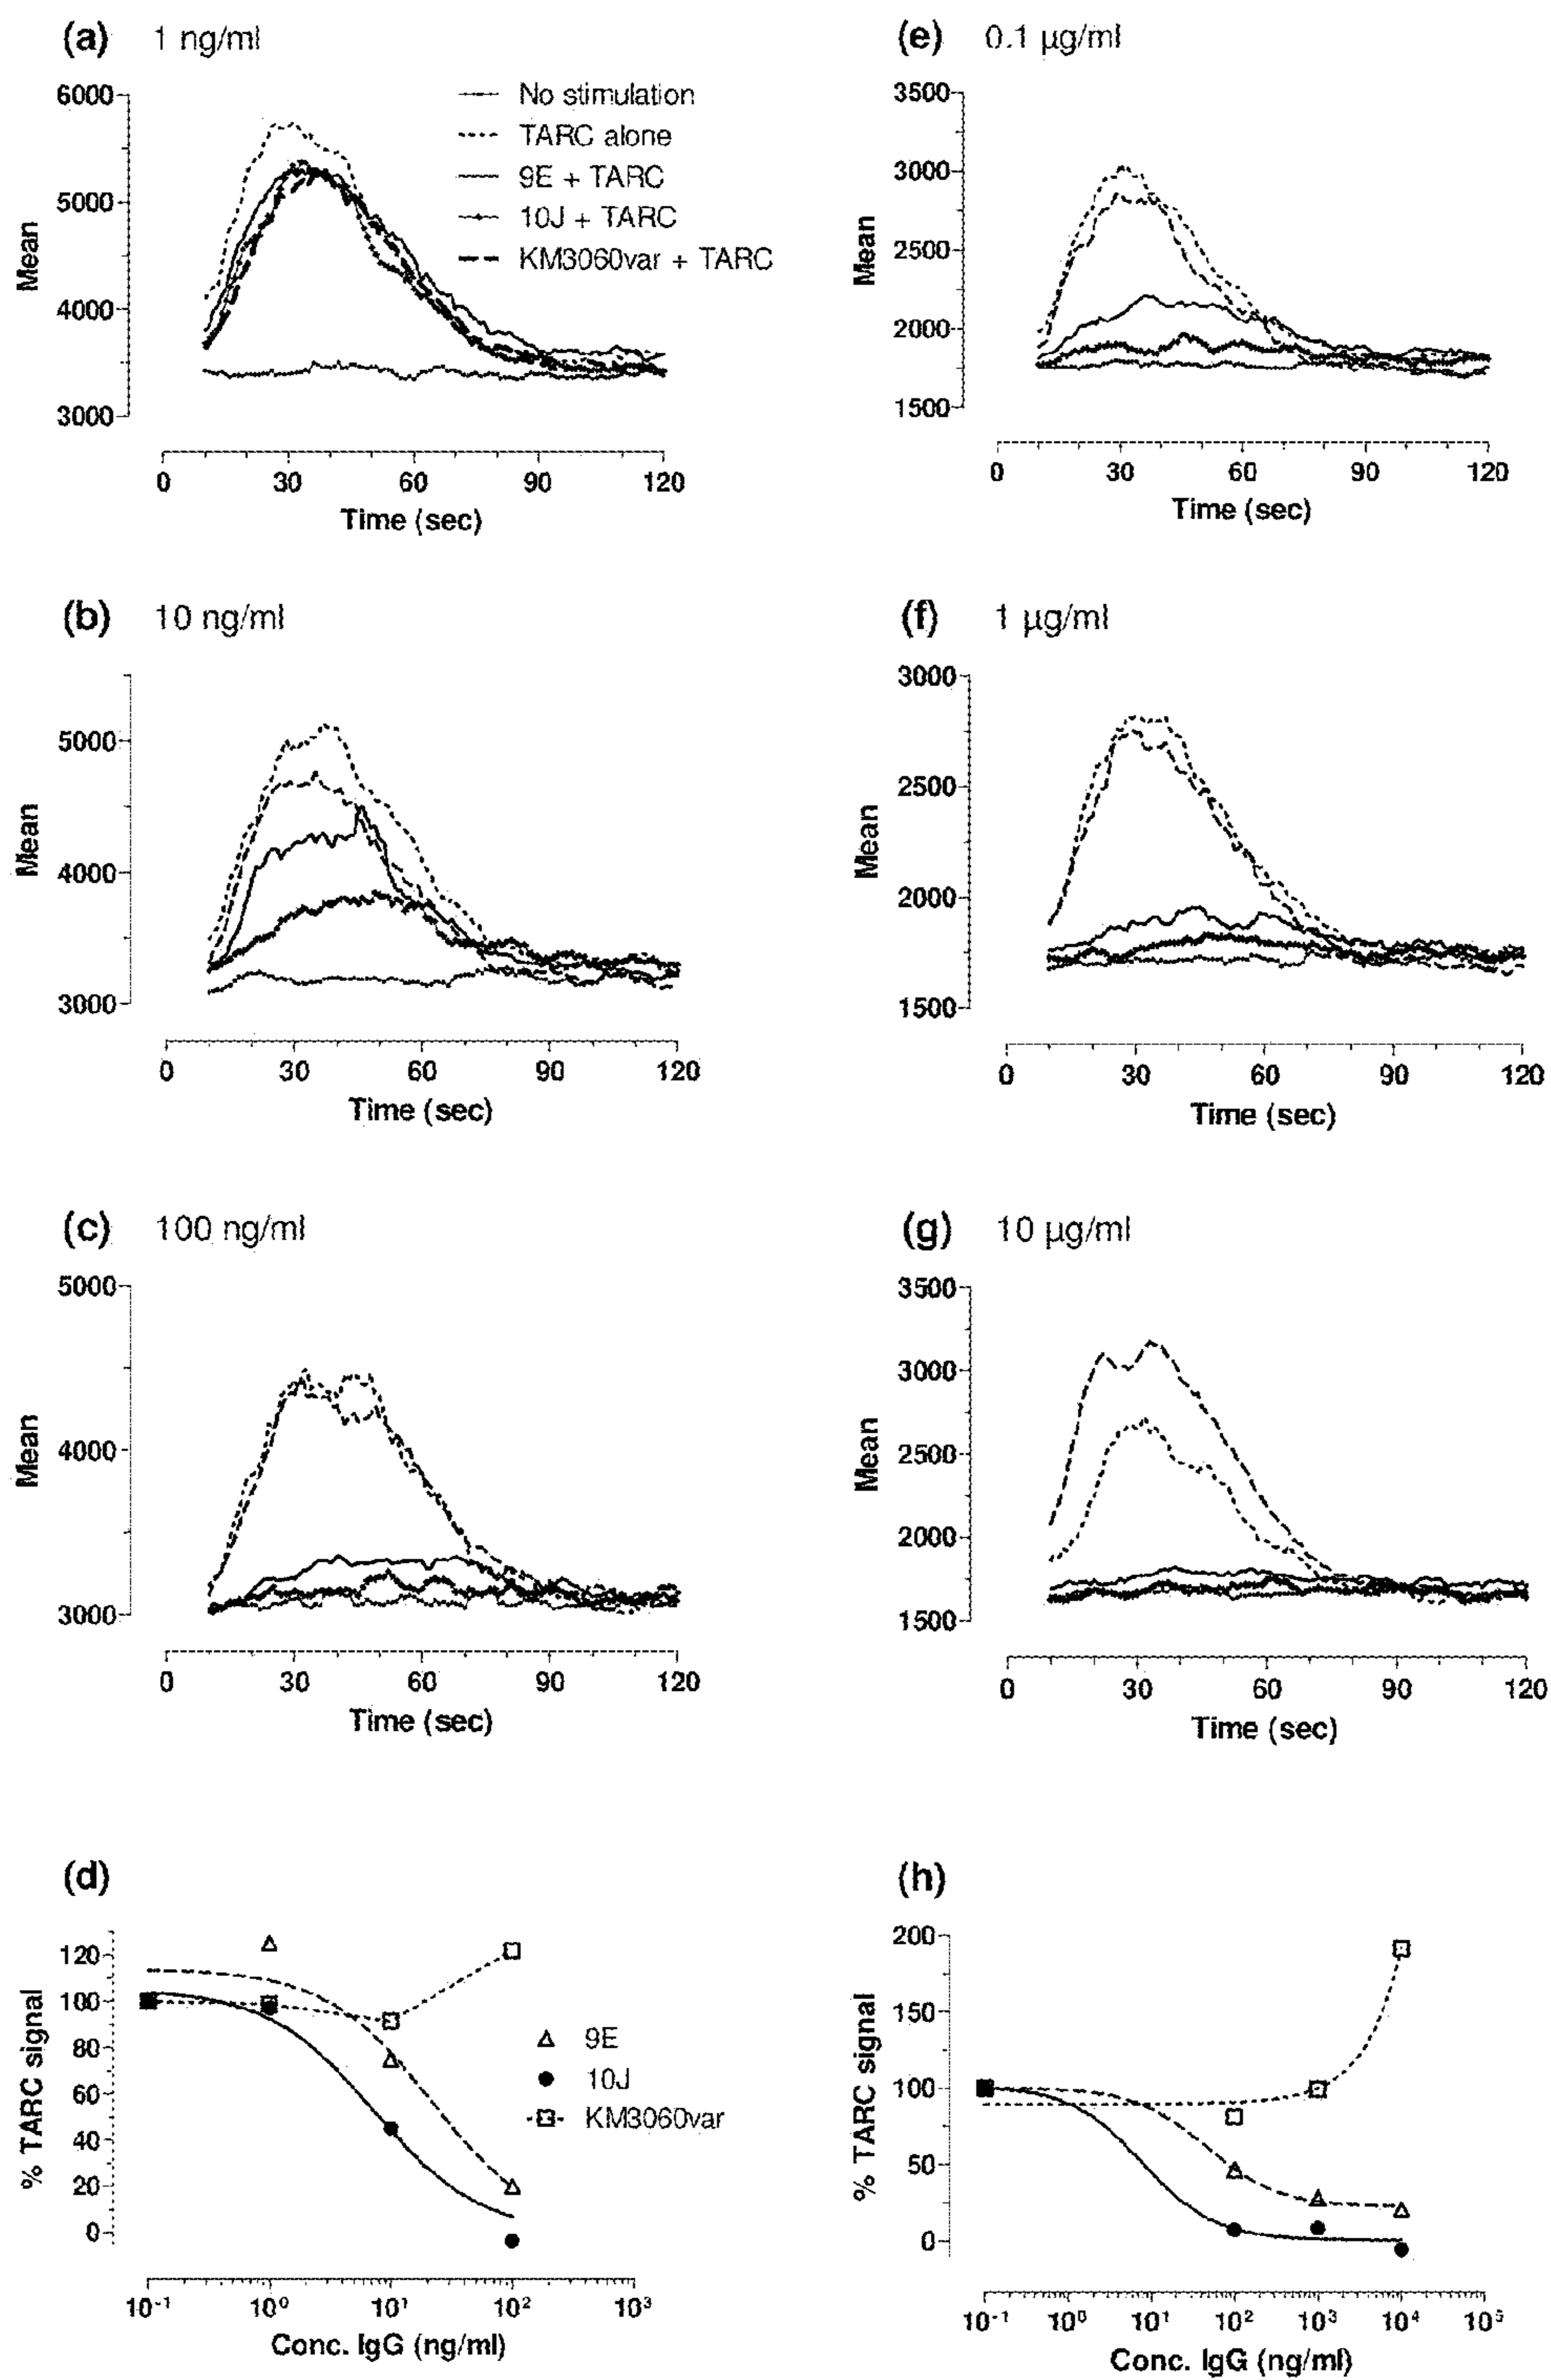 (a) 1 ng/ml
6000
5000
4000
3000
Mean
No stimulation
TARC alone
9E + TARC
10J + TARC
KM3060var + TARC
0 30 60 90 120
Time (sec)
(e) 0.1 µg/ml
3500
3000
2500
2000
1500
Mean
0 30 60 90 120
Time (sec)
(b) 10 ng/ml
5000
4000
3000
Mean
0 30 60 90 120
Time (sec)
(f) 1 µg/ml
3000
2500
2000
1500
Mean
0 30 60 90 120
Time (sec)
(c) 100 ng/ml
5000
4000
3000
Mean
0 30 60 90 120
Time (sec)
(g) 10 µg/ml
3500
3000
2500
2000
1500
Mean
0 30 60 90 120
Time (sec)
(d)
120
100
80
60
40
20
0
% TARC signal
9E
10J
KM3060var
10⁻¹ 10⁰ 10¹ 10² 10³
Conc. IgG (ng/ml)
(h)
200
150
100
50
0
% TARC signal
10⁻¹ 10⁰ 10¹ 10² 10³ 10⁴ 10⁵
Conc. IgG (ng/ml)